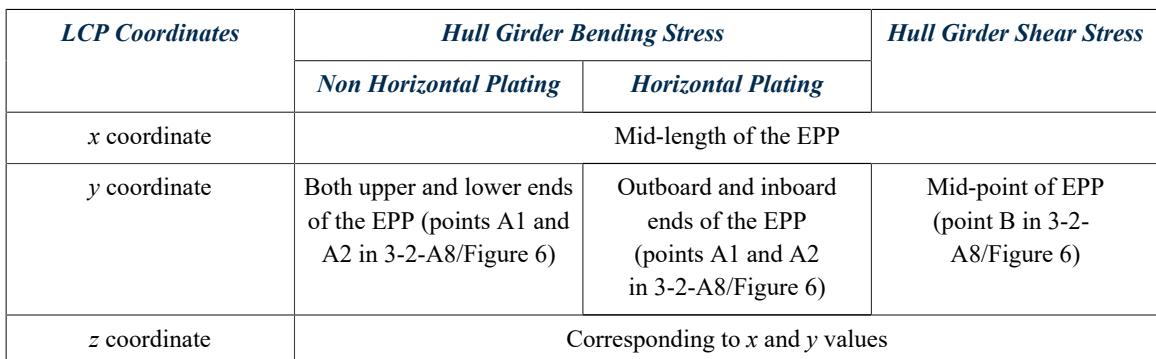 LCP Coordinates
Hull Girder Bending Stress
Hull Girder Shear Stress
Non Horizontal Plating
Horizontal Plating
x coordinate
Mid-length of the EPP
y coordinate
Both upper and lower ends
of the EPP (points A1 and
A2 in 3-2-A8/Figure 6)
Outboard and inboard
ends of the EPP
(points A1 and A2
in 3-2-A8/Figure 6)
Mid-point of EPP
(point B in 3-2-
A8/Figure 6)
z coordinate
Corresponding to x and y values